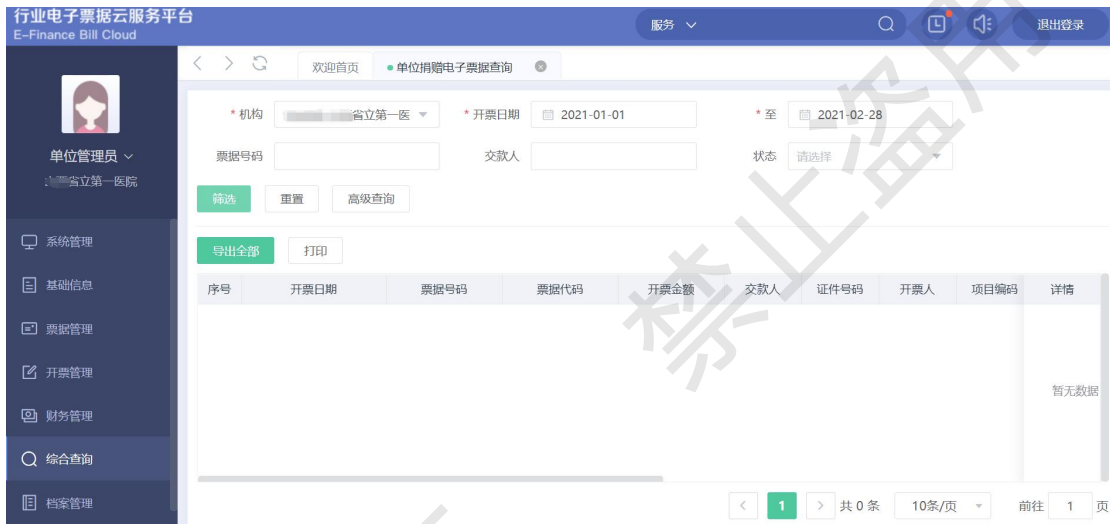 行业电子票据云服务平台
E-Finance Bill Cloud
服务
退出登录
欢迎首页
单位捐赠电子票据查询
单位管理员
省立第一医院
* 机构 省立第一医
* 开票日期 2021-01-01
* 至 2021-02-28
票据号码
交款人
状态 请选择
筛选 重置 高级查询
导出全部 打印
序号 开票日期 票据号码 票据代码 开票金额 交款人 证件号码 开票人 项目编码 详情
暂无数据
系统管理
基础信息
票据管理
开票管理
财务管理
综合查询
档案管理
1 共 0 条 10条/页 前往 1 页
禁止盗用